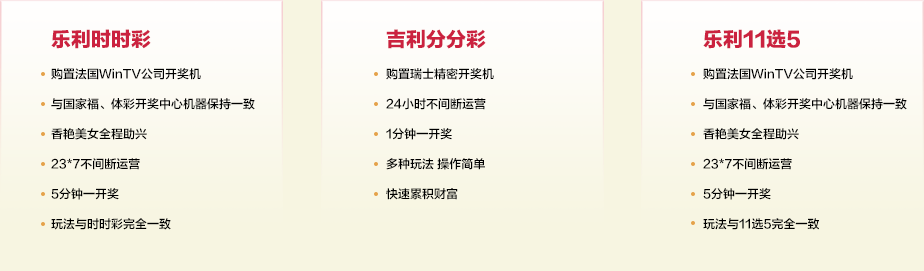 乐利时时彩
购置法国WinTV公司开奖机
与国家福、体彩开奖中心机器保持一致
香艳美女全程助兴
23*7不间断运营
5分钟一开奖
玩法与时时彩完全一致
吉利分分彩
购置瑞士精密开奖机
24小时不间断运营
1分钟一开奖
多种玩法 操作简单
快速累积财富
乐利11选5
购置法国WinTV公司开奖机
与国家福、体彩开奖中心机器保持一致
香艳美女全程助兴
23*7不间断运营
5分钟一开奖
玩法与11选5完全一致